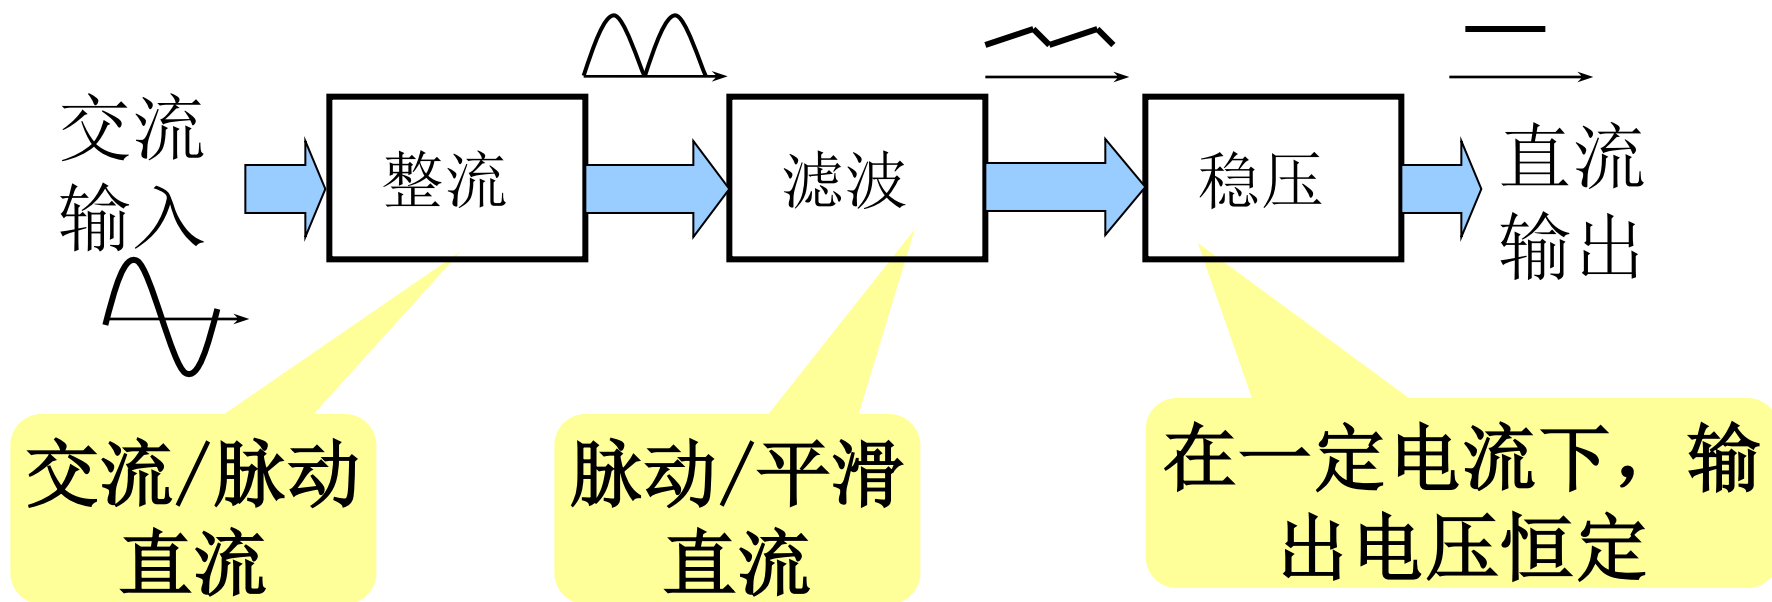 交流
输入
整流
滤波
稳压
直流
输出
交流/脉动
直流
脉动/平滑
直流
在一定电流下，输
出电压恒定